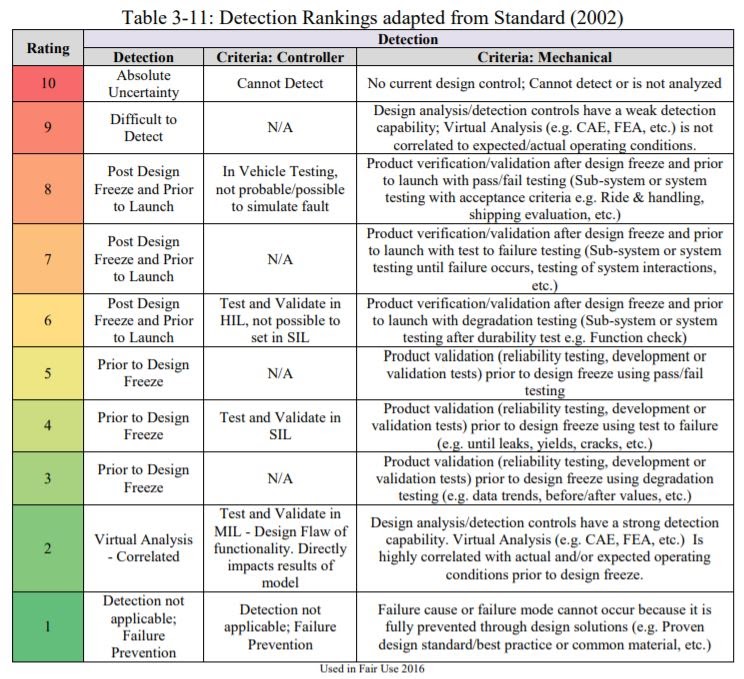 Table 3-11: Detection Rankings adapted from Standard (2002)
Rating
Detection
Detection
Criteria: Controller
Criteria: Mechanical
10
Absolute
Uncertainty
Cannot Detect
No current design control; Cannot detect or is not analyzed
9
Difficult to
Detect
N/A
Design analysis/detection controls have a weak detection
capability; Virtual Analysis (e.g. CAE, FEA, etc.) is not
correlated to expected/actual operating conditions.
8
Post Design
Freeze and Prior
to Launch
In Vehicle Testing,
not probable/possible
to simulate fault
Product verification/validation after design freeze and prior
to launch with pass/fail testing (Sub-system or system
testing with acceptance criteria e.g. Ride & handling,
shipping evaluation, etc.)
7
Post Design
Freeze and Prior
to Launch
N/A
Product verification/validation after design freeze and prior
to launch with test to failure testing (Sub-system or system
testing until failure occurs, testing of system interactions,
etc.)
6
Post Design
Freeze and Prior
to Launch
Test and Validate in
HIL, not possible to
set in SIL
Product verification/validation after design freeze and prior
to launch with degradation testing (Sub-system or system
testing after durability test e.g. Function check)
5
Prior to Design
Freeze
N/A
Product validation (reliability testing, development or
validation tests) prior to design freeze using pass/fail
testing
4
Prior to Design
Freeze
Test and Validate in
SIL
Product validation (reliability testing, development or
validation tests) prior to design freeze using test to failure
(e.g. until leaks, yields, cracks, etc.)
3
Prior to Design
Freeze
N/A
Product validation (reliability testing, development or
validation tests) prior to design freeze using degradation
testing (e.g. data trends, before/after values, etc.)
2
Virtual Analysis
- Correlated
Test and Validate in
MIL - Design Flaw of
functionality. Directly
impacts results of
model
Design analysis/detection controls have a strong detection
capability. Virtual Analysis (e.g. CAE, FEA, etc.) Is
highly correlated with actual and/or expected operating
conditions prior to design freeze.
1
Detection not
applicable;
Failure
Prevention
Detection not
applicable; Failure
Prevention
Failure cause or failure mode cannot occur because it is
fully prevented through design solutions (e.g. Proven
design standard/best practice or common material, etc.)
Used in Fair Use 2016